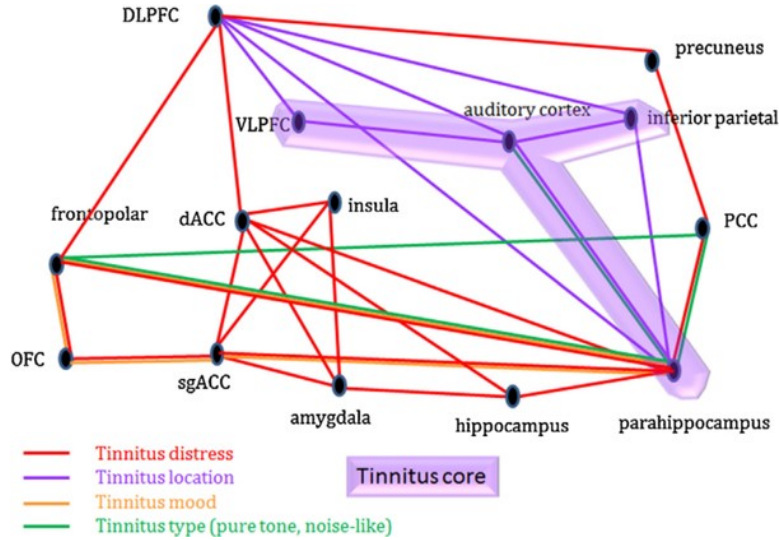 DLPFC
precuneus
auditory cortex
VLPFC
inferior parietal
insula
frontopolar
dACC
PCC
OFC
sgACC
amygdala
hippocampus
parahippocampus
Tinnitus distress
Tinnitus location
Tinnitus core
Tinnitus mood
Tinnitus type (pure tone, noise-like)